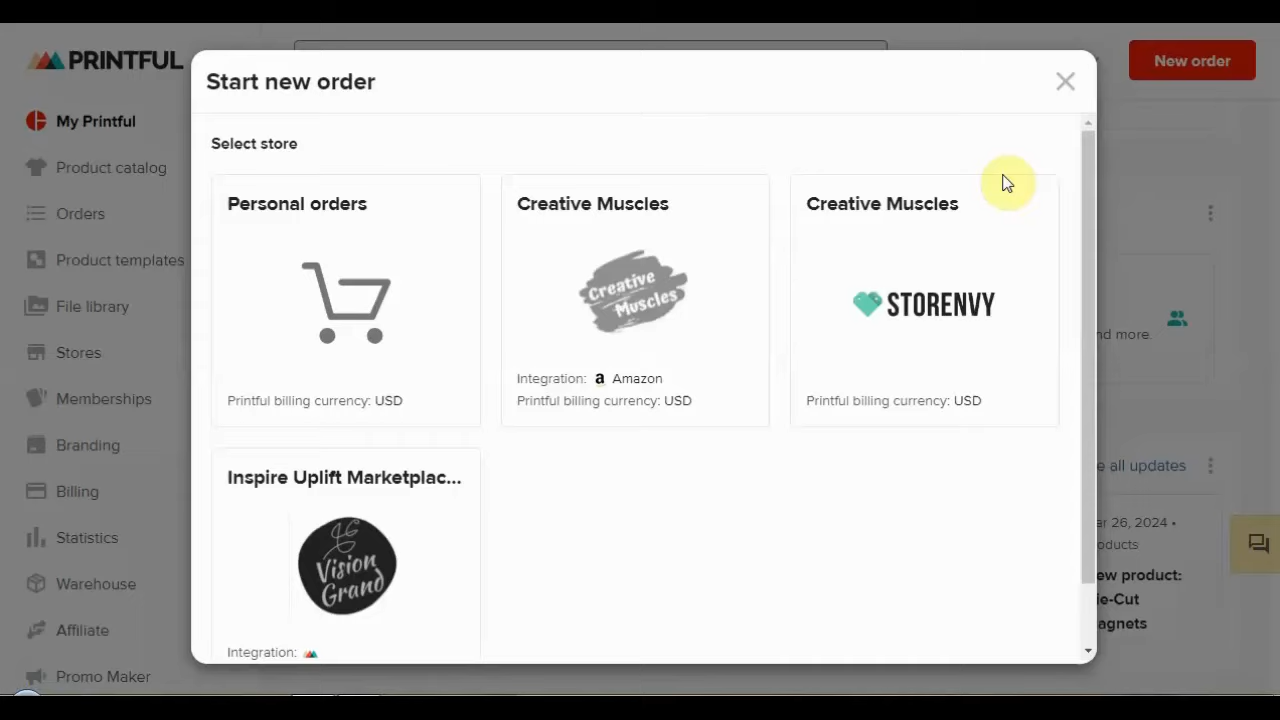 PRINTFUL
New order
Start new order
My Printful
Product catalog
Orders
Product templates
File library
Stores
Memberships
Branding
Billing
Statistics
Warehouse
Affiliate
Promo Maker
Select store
Personal orders
Printful billing currency: USD
Creative Muscles
Creative
Muscles
Integration: a Amazon
Printful billing currency: USD
Creative Muscles
STORENVY
Printful billing currency: USD
Inspire Uplift Marketplac...
VG
Vision
Grand
Integration:
nd more.
e all updates
ar 26, 2024 •
oducts
ew product:
ie-Cut
agnets